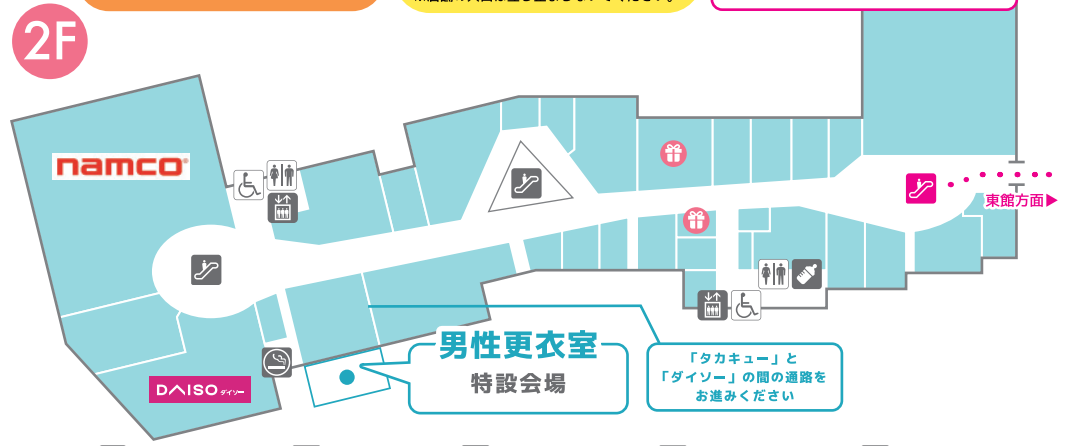 2F
namco
東館方面▶
男性更衣室
特設会場
「タカキュー」と
「ダイソー」の間の通路を
お進みください
DAISO ダイソー